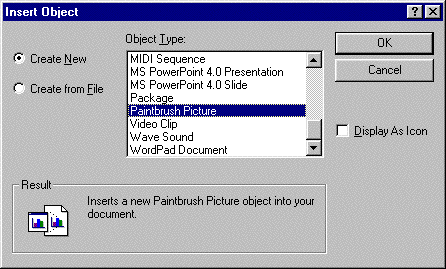 Insert Object
Create New
Create from File
Object Type:
MIDI Sequence
MS PowerPoint 4.0 Presentation
MS PowerPoint 4.0 Slide
Package
Paintbrush Picture
Video Clip
Wave Sound
WordPad Document
OK
Cancel
Display As Icon
Result
Inserts a new Paintbrush Picture object into your
document.